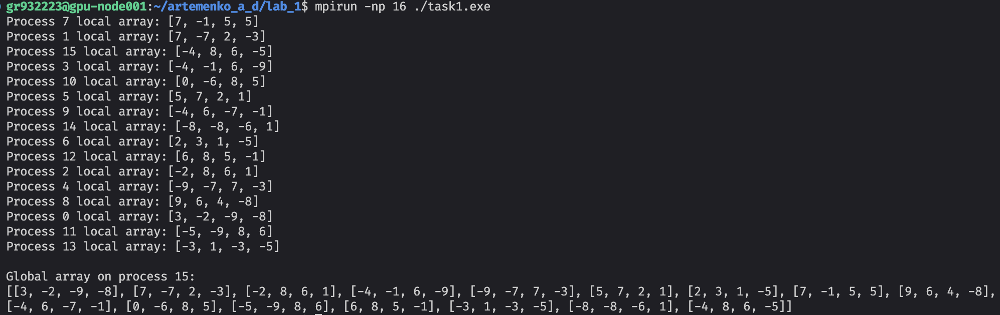 gr932223@gpu-node001:~/artemenko_a_d/lab_1$ mpirun -np 16 ./task1.exe
Process 7 local array: [7, -1, 5, 5]
Process 1 local array: [7, -7, 2, -3]
Process 15 local array: [-4, 8, 6, -5]
Process 3 local array: [-4, -1, 6, -9]
Process 10 local array: [0, -6, 8, 5]
Process 5 local array: [5, 7, 2, 1]
Process 9 local array: [-4, 6, -7, -1]
Process 14 local array: [-8, -8, -6, 1]
Process 6 local array: [2, 3, 1, -5]
Process 12 local array: [6, 8, 5, -1]
Process 2 local array: [-2, 8, 6, 1]
Process 4 local array: [-9, -7, 7, -3]
Process 8 local array: [9, 6, 4, -8]
Process 0 local array: [3, -2, -9, -8]
Process 11 local array: [-5, -9, 8, 6]
Process 13 local array: [-3, 1, -3, -5]
Global array on process 15:
[[3, -2, -9, -8], [7, -7, 2, -3], [-2, 8, 6, 1], [-4, -1, 6, -9], [-9, -7, 7, -3], [5, 7, 2, 1], [2, 3, 1, -5], [7, -1, 5, 5], [9, 6, 4, -8],
[-4, 6, -7, -1], [0, -6, 8, 5], [-5, -9, 8, 6], [6, 8, 5, -1], [-3, 1, -3, -5], [-8, -8, -6, 1], [-4, 8, 6, -5]]